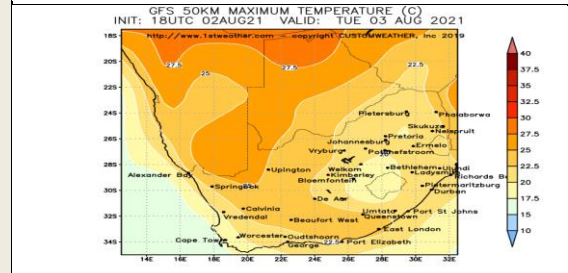 GFS 50KM MAXIMUM TEMPERATURE (C)
INIT: 18UTC 02AUG21 VALID: TUE 03 AUG 2021
http://www.1stweather.com — copyright CUSTOMWEATHER, Inc 2019
18S
20S
22S
24S
26S
28S
30S
32S
34S
27.5
25
27.5
22.5
Pietersburg
Phalaborwa
Skukuza
Nelspruit
Pretoria
Johannesburg
Ermelo
Vryburg
Potchefstroom
Welkom
Bethlehem
Ulundi
Upington
Kimberley
Ladysmith
Richards B
Alexander Bay
Bloemfontein
Springbok
Pietermaritzburg
Durban
De Aar
Calvinia
Vredendal
Beaufort West
Umtata
Port St Johns
Queenstown
Worcester
Oudtshoorn
East London
Cape Town
George
22.5
Port Elizabeth
14E
16E
18E
20E
22E
24E
26E
28E
30E
32E
40
37.5
35
32.5
30
27.5
25
22.5
20
17.5
15
10